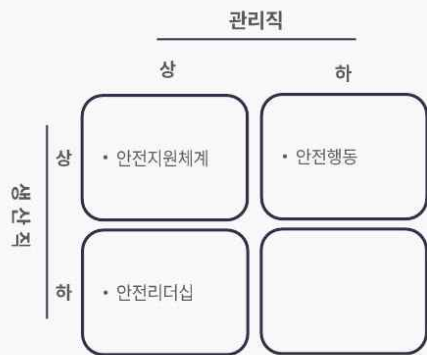 관리직
상
하
생산직
상
• 안전지원체계
• 안전행동
하
• 안전리더십